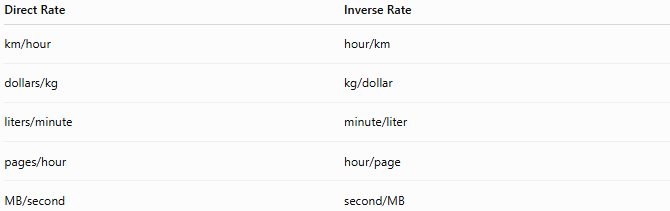 Direct Rate Inverse Rate
km/hour hour/km
dollars/kg kg/dollar
liters/minute minute/liter
pages/hour hour/page
MB/second second/MB